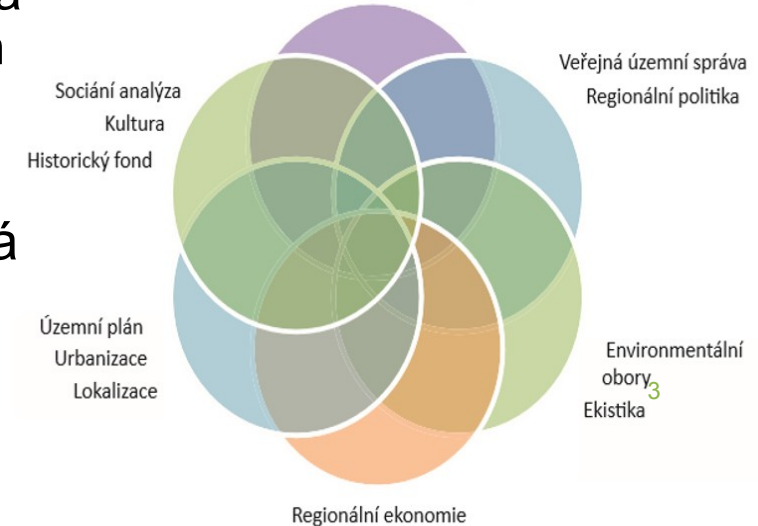 á
Sociání analýza
Kultura
Historický fond
Veřejná územní správa
Regionální politika
Územní plán
Urbanizace
Lokalizace
Environmentální
obory
3
Ekistika
Regionální ekonomie